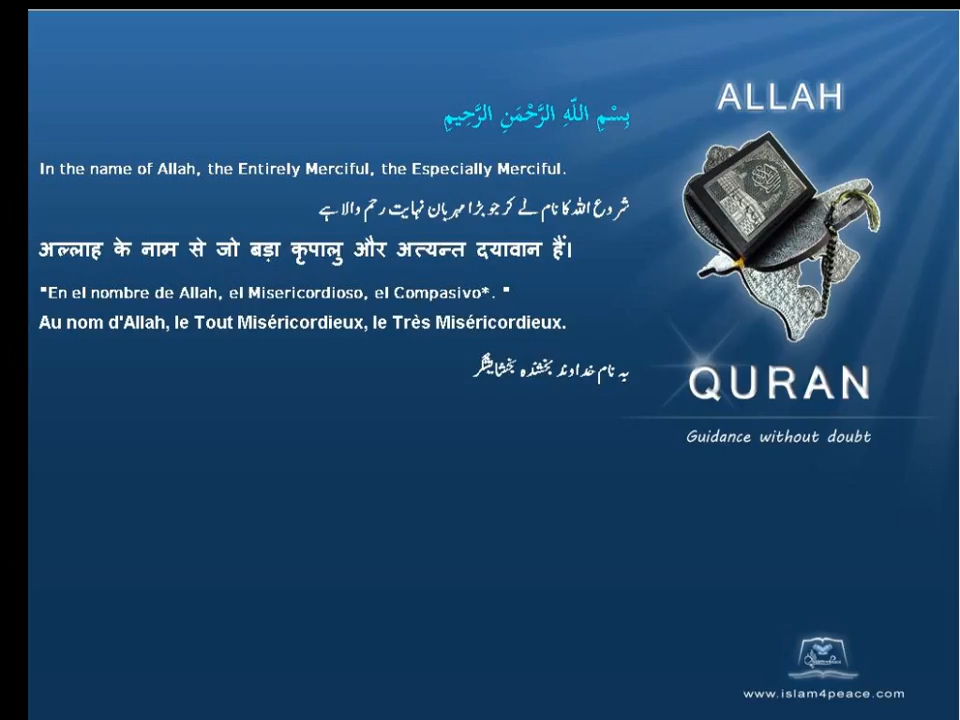 بِسْمِ اللَّهِ الرَّحْمَنِ الرَّحِيمِ
In the name of Allah, the Entirely Merciful, the Especially Merciful.
شروع الله کا نام لے کر جو بڑا مہربان نہایت رحم والا ہے
अल्लाह के नाम से जो बड़ा कृपालु और अत्यन्त दयावान हैं।
"En el nombre de Allah, el Misericordioso, el Compasivo*. "
Au nom d'Allah, le Tout Miséricordieux, le Très Miséricordieux.
به نام خداوند بخشنده بخشایشگر
ALLAH
QURAN
Guidance without doubt
www.islam4peace.com